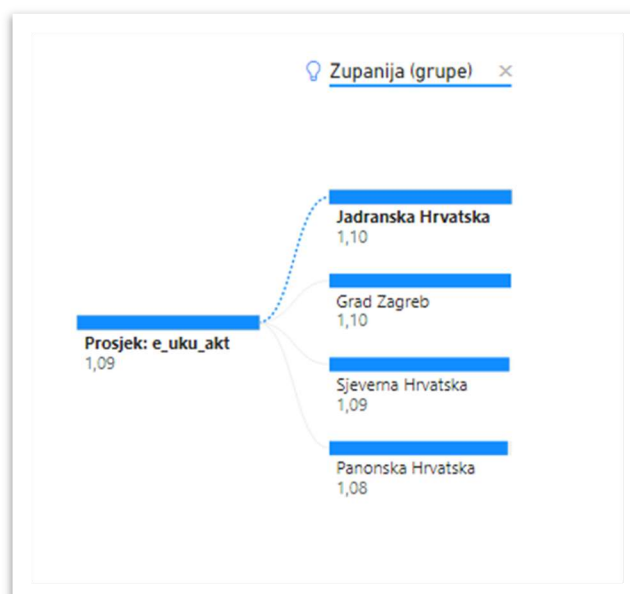 Zupanija (grupe)
Jadranska Hrvatska
1,10
Grad Zagreb
1,10
Prosjek: e_uku_akt
1,09
Sjeverna Hrvatska
1,09
Panonska Hrvatska
1,08